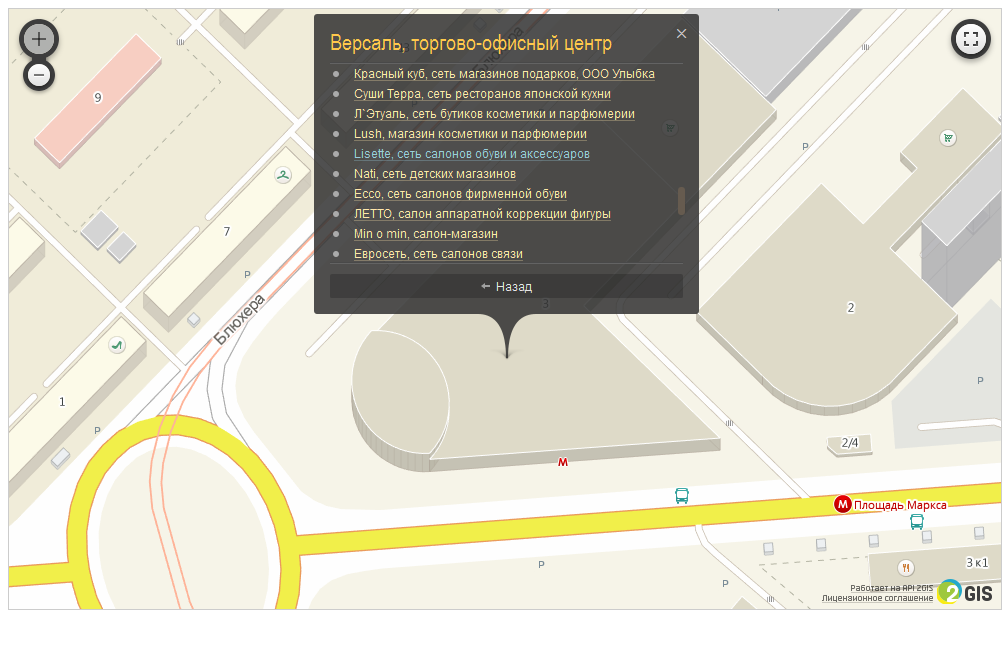 Версаль, торгово-офисный центр
Красный куб, сеть магазинов подарков, ООО Улыбка
Суши Терра, сеть ресторанов японской кухни
Л`Этуаль, сеть бутиков косметики и парфюмерии
Lush, магазин косметики и парфюмерии
Lisette, сеть салонов обуви и аксессуаров
Nati, сеть детских магазинов
Ecco, сеть салонов фирменной обуви
ЛЕТТО, салон аппаратной коррекции фигуры
Min o min, салон-магазин
Евросеть, сеть салонов связи
Назад
9
P
7
P
3
2
Блюхера
P
1
P
2/4
М
М Площадь Маркса
3 к1
P
P
Работает на API 2GIS
Лицензионное соглашение
2 GIS